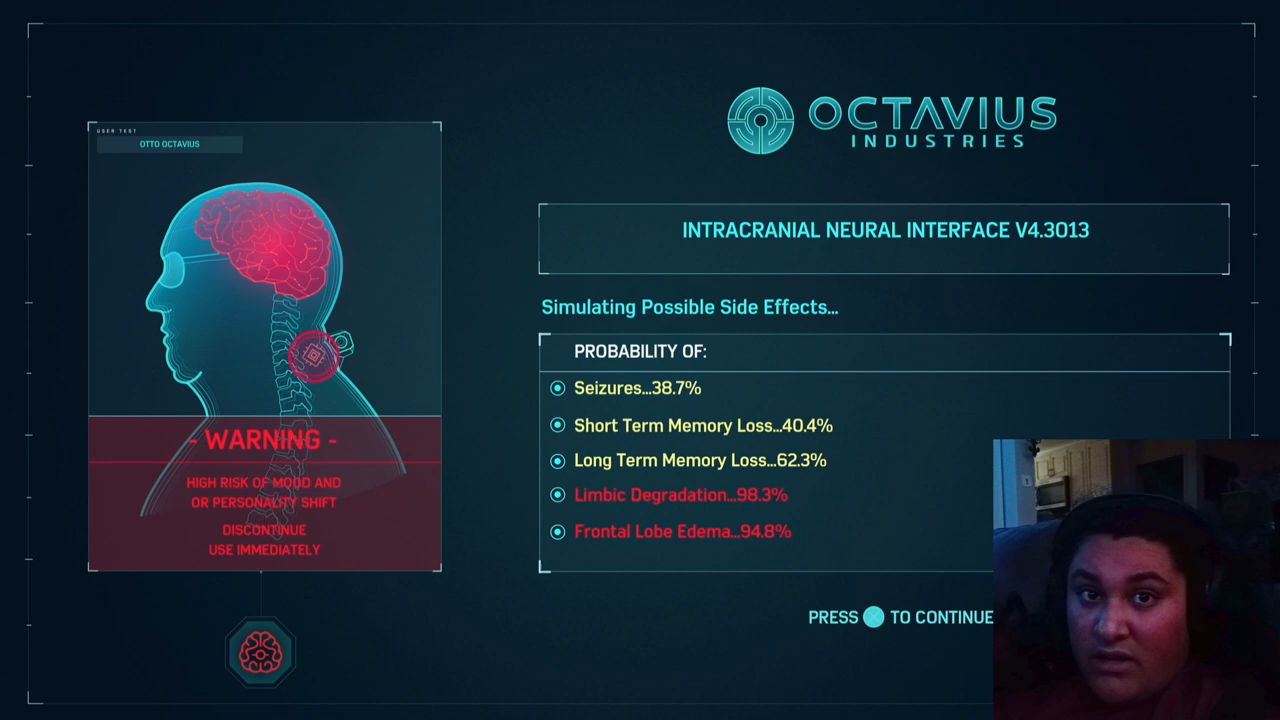 USER TEST
OTTO OCTAVIUS
- WARNING -
HIGH RISK OF MOOD AND
OR PERSONALITY SHIFT
DISCONTINUE
USE IMMEDIATELY
OCTAVIUS
INDUSTRIES
INTRACRANIAL NEURAL INTERFACE V4.3013
Simulating Possible Side Effects...
PROBABILITY OF:
Seizures...38.7%
Short Term Memory Loss...40.4%
Long Term Memory Loss...62.3%
Limbic Degradation...98.3%
Frontal Lobe Edema...94.8%
PRESS TO CONTINUE